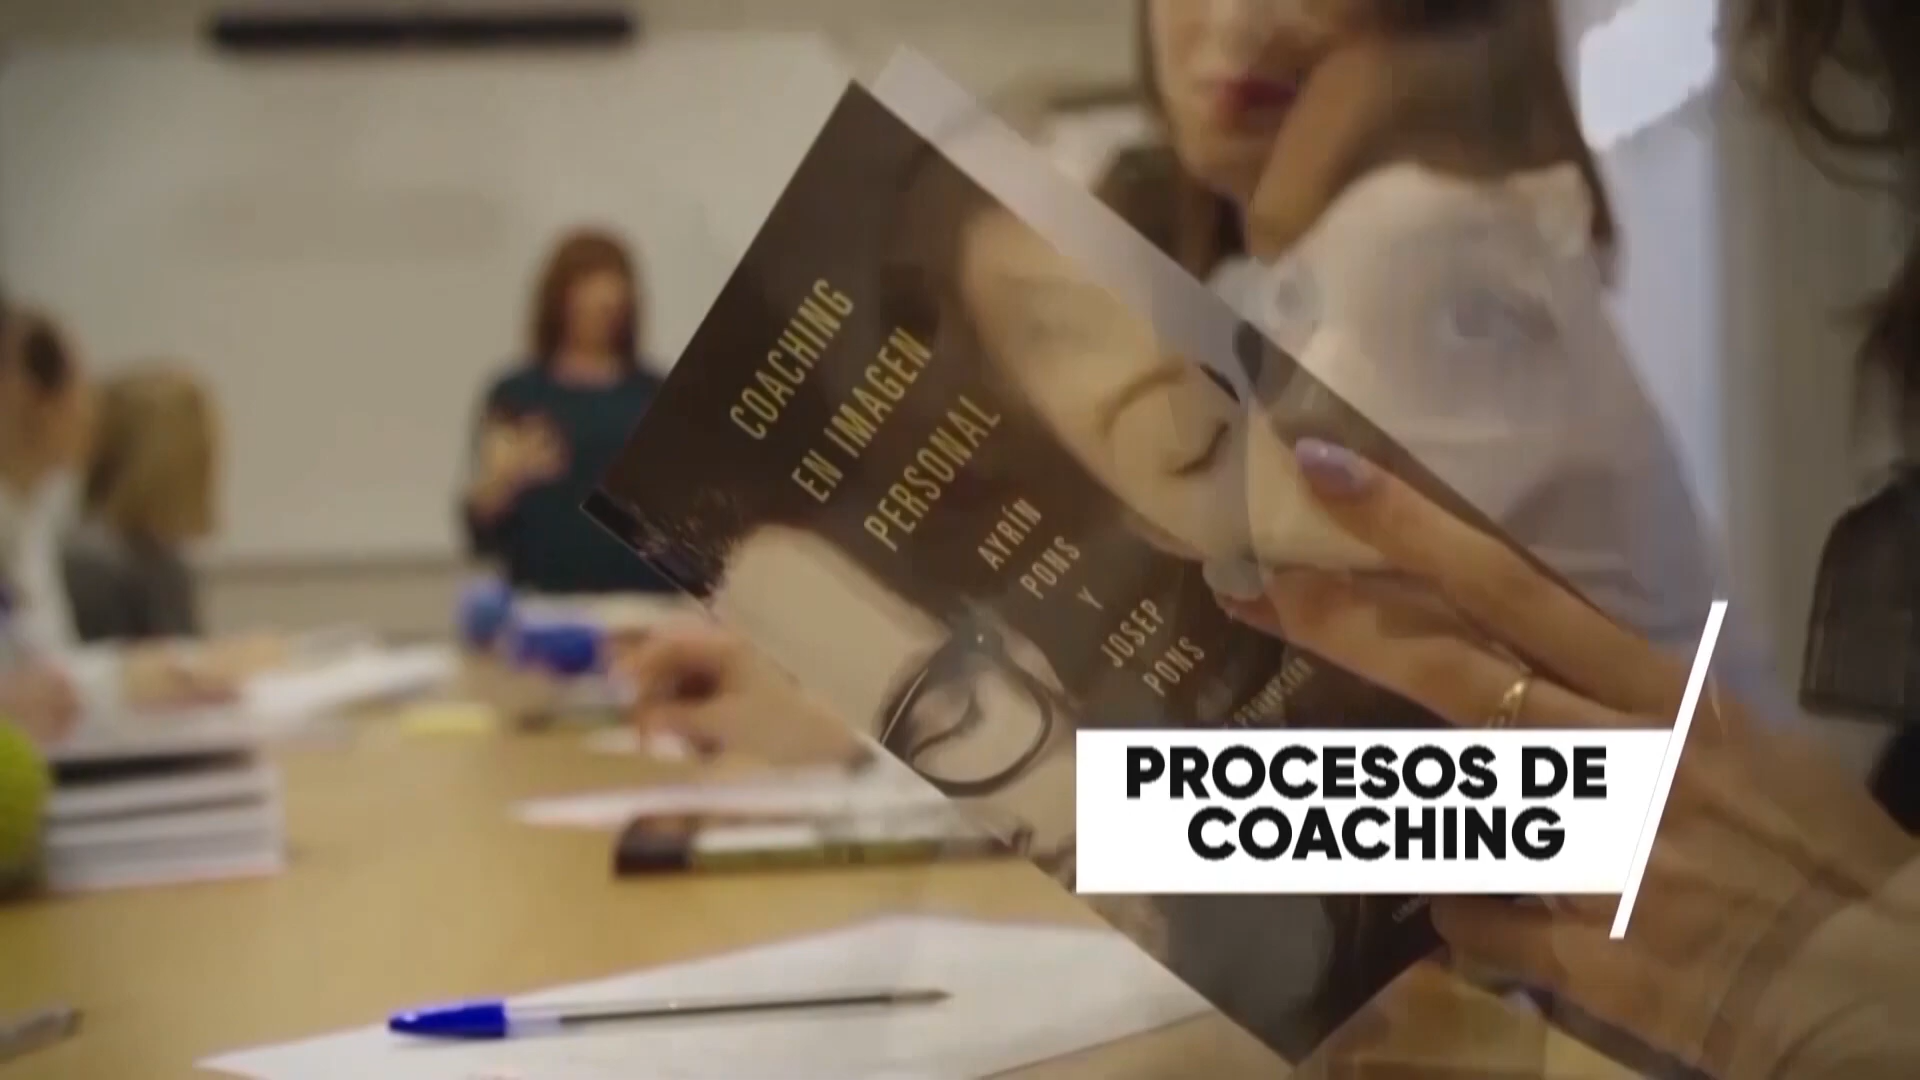 COACHING
EN IMAGEN
PERSONAL
AYRÍN
PONS
Y
JOSEP
PONS
PROCESOS DE
COACHING